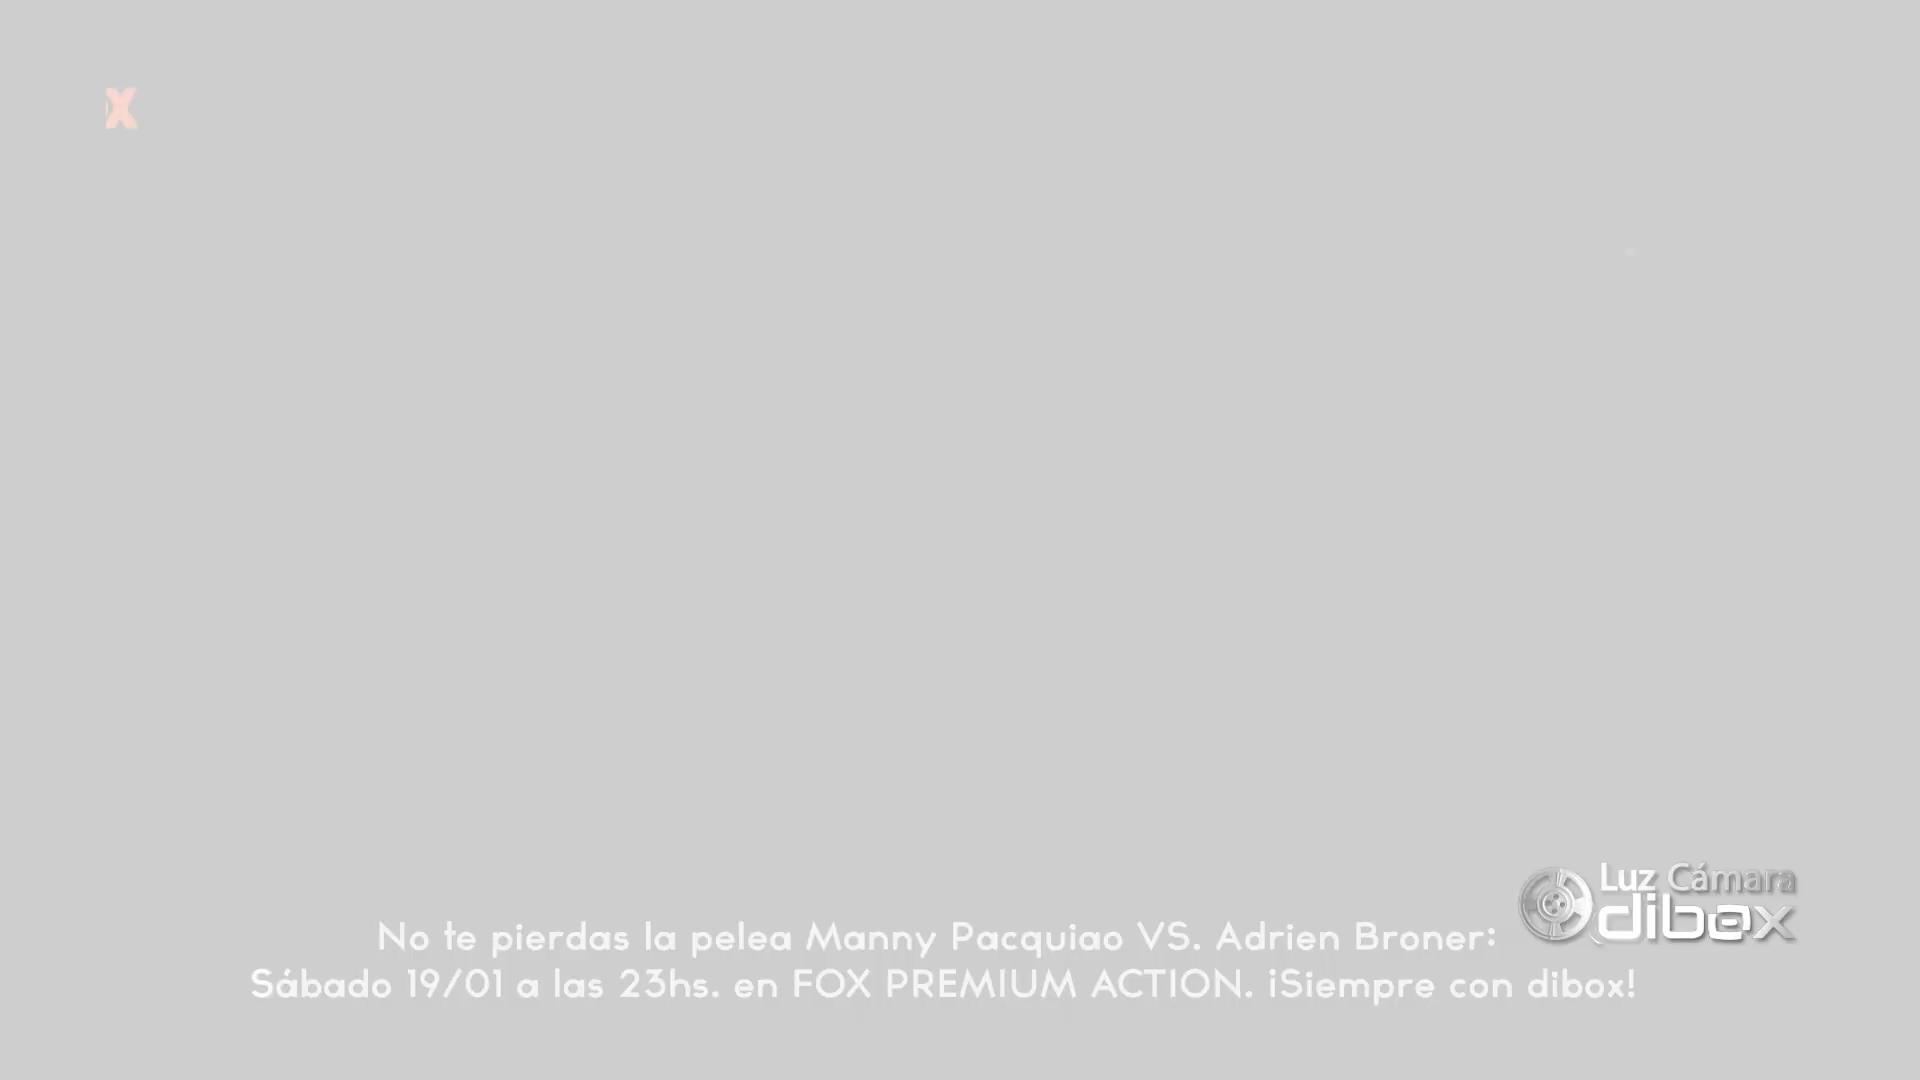 X
Luz Cámara
dibox
No te pierdas la pelea Manny Pacquiao VS. Adrien Broner:
Sábado 19/01 a las 23hs. en FOX PREMIUM ACTION. ¡Siempre con dibox!